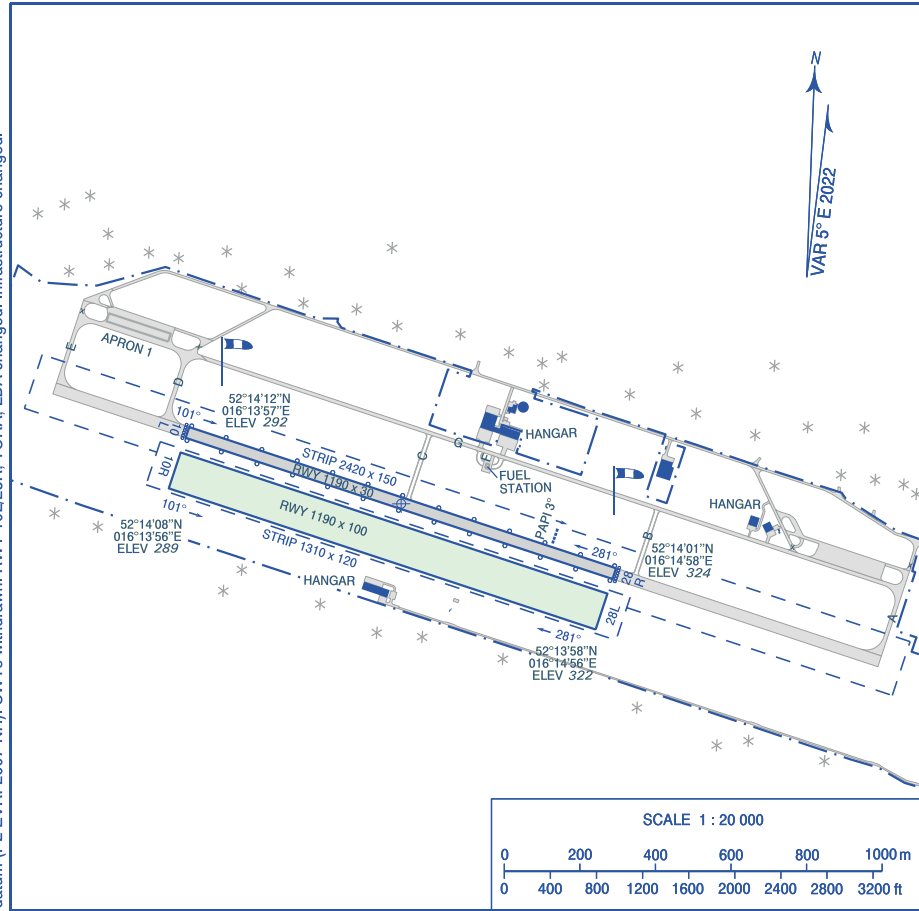 N
VAR 5° E 2022
APRON 1
E
D
101°
10
L
52°14'12"N
016°13'57"E
ELEV 292
STRIP 2420 x 150
RWY 1190 x 30
C
G
F
HANGAR
FUEL
STATION
HANGAR
10R
RWY 1190 x 100
101°
STRIP 1310 x 120
52°14'08"N
016°13'56"E
ELEV 289
PAPI 3°
B
281°
28
R
52°14'01"N
016°14'58"E
ELEV 324
A
HANGAR
28L
281°
52°13'58"N
016°14'56"E
ELEV 322
SCALE 1 : 20 000
0 200 400 600 800 1000 m
0 400 800 1200 1600 2000 2400 2800 3200 ft